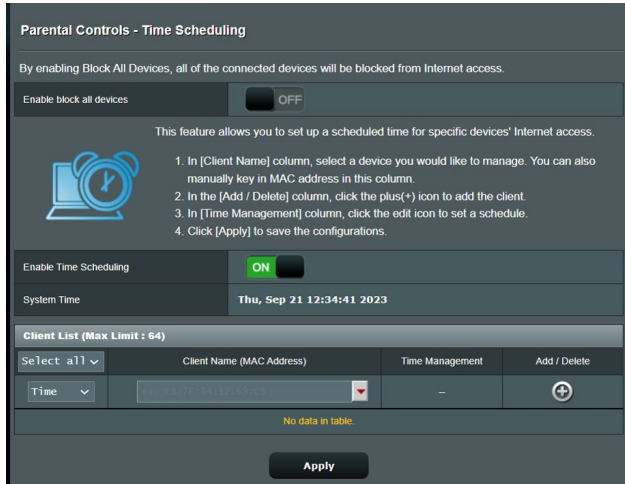 Parental Controls - Time Scheduling
By enabling Block All Devices, all of the connected devices will be blocked from Internet access.
Enable block all devices OFF
This feature allows you to set up a scheduled time for specific devices' Internet access.
1. In [Client Name] column, select a device you would like to manage. You can also
manually key in MAC address in this column.
2. In the [Add / Delete] column, click the plus(+) icon to add the client.
3. In [Time Management] column, click the edit icon to set a schedule.
4. Click [Apply] to save the configurations.
Enable Time Scheduling ON
System Time Thu, Sep 21 12:34:41 2023
Client List (Max Limit : 64)
Select all Client Name (MAC Address) Time Management Add / Delete
Time –
No data in table.
Apply